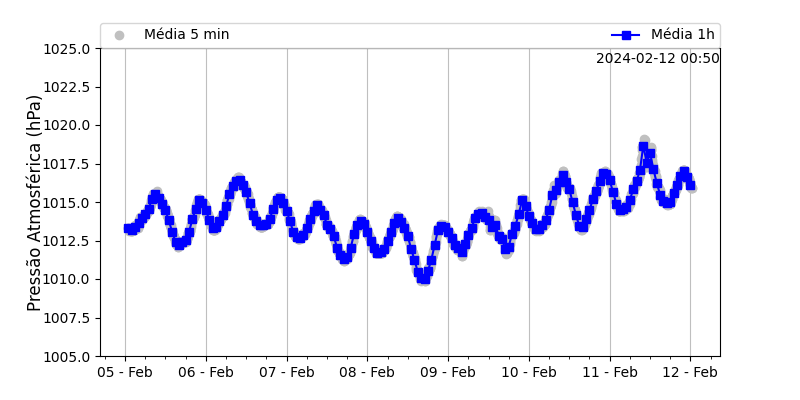 Média 5 min
Média 1h
2024-02-12 00:50
Pressão Atmosférica (hPa)
1025.0
1022.5
1020.0
1017.5
1015.0
1012.5
1010.0
1007.5
1005.0
05 - Feb
06 - Feb
07 - Feb
08 - Feb
09 - Feb
10 - Feb
11 - Feb
12 - Feb